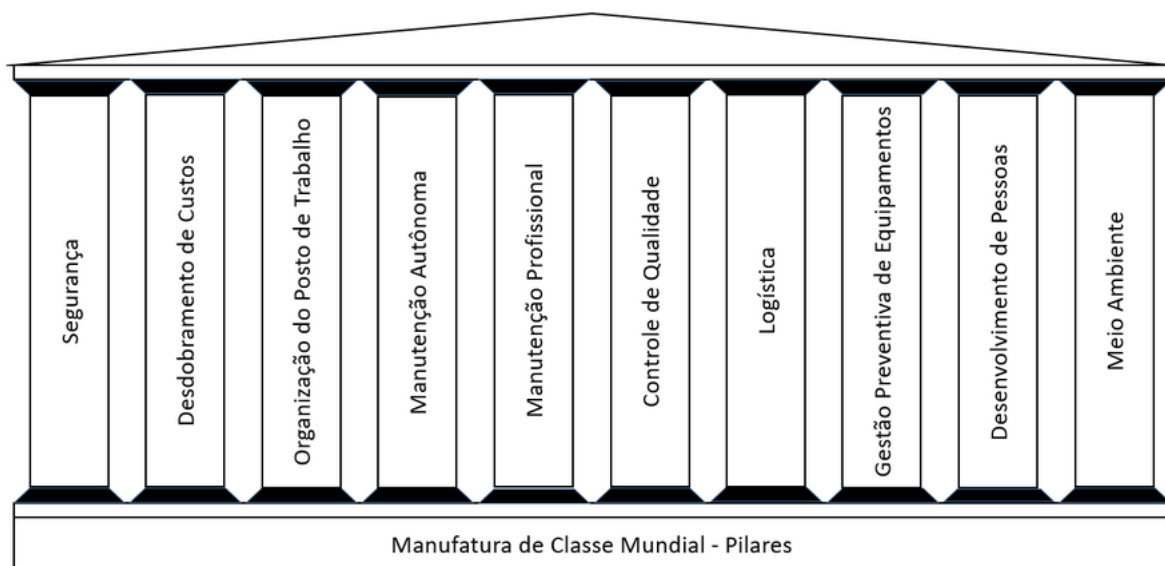 Segurança
Desdobramento de Custos
Organização do Posto de Trabalho
Manutenção Autônoma
Manutenção Profissional
Controle de Qualidade
Logística
Gestão Preventiva de Equipamentos
Desenvolvimento de Pessoas
Meio Ambiente
Manufatura de Classe Mundial - Pilares